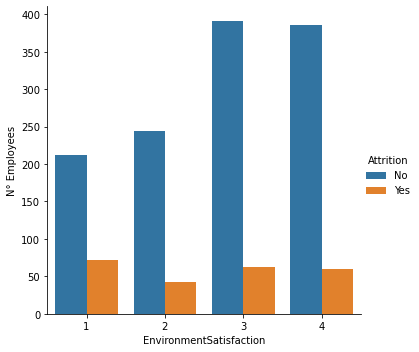 400
350
300
250
200
150
100
50
0
N° Employees
1 2 3 4
EnvironmentSatisfaction
Attrition
No
Yes